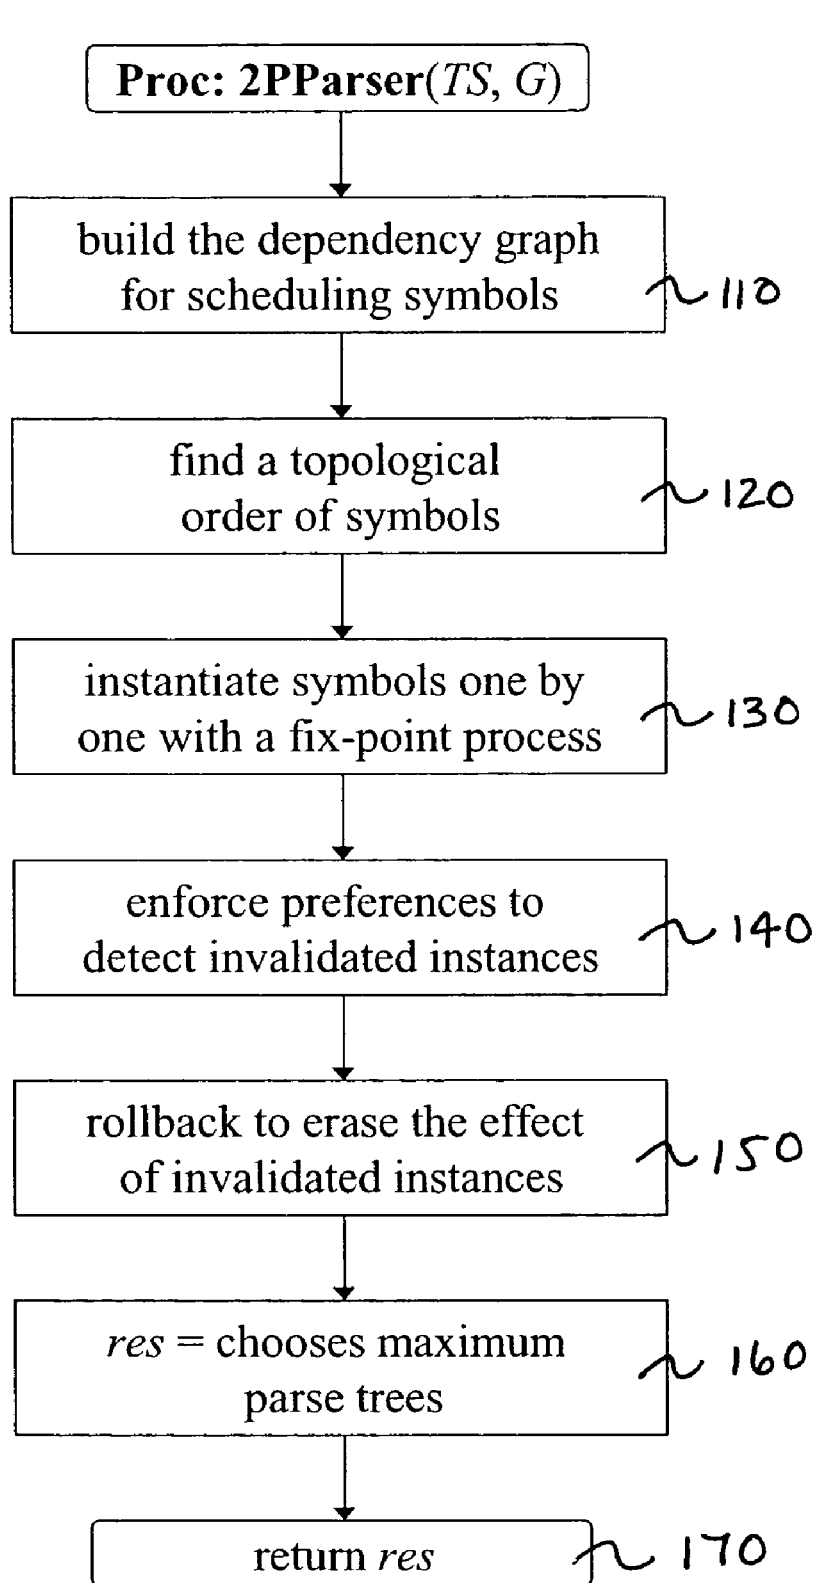 Proc: 2PParser(TS, G)
build the dependency graph
for scheduling symbols
110
find a topological
order of symbols
120
instantiate symbols one by
one with a fix-point process
130
enforce preferences to
detect invalidated instances
140
rollback to erase the effect
of invalidated instances
150
res = chooses maximum
parse trees
160
return res
170